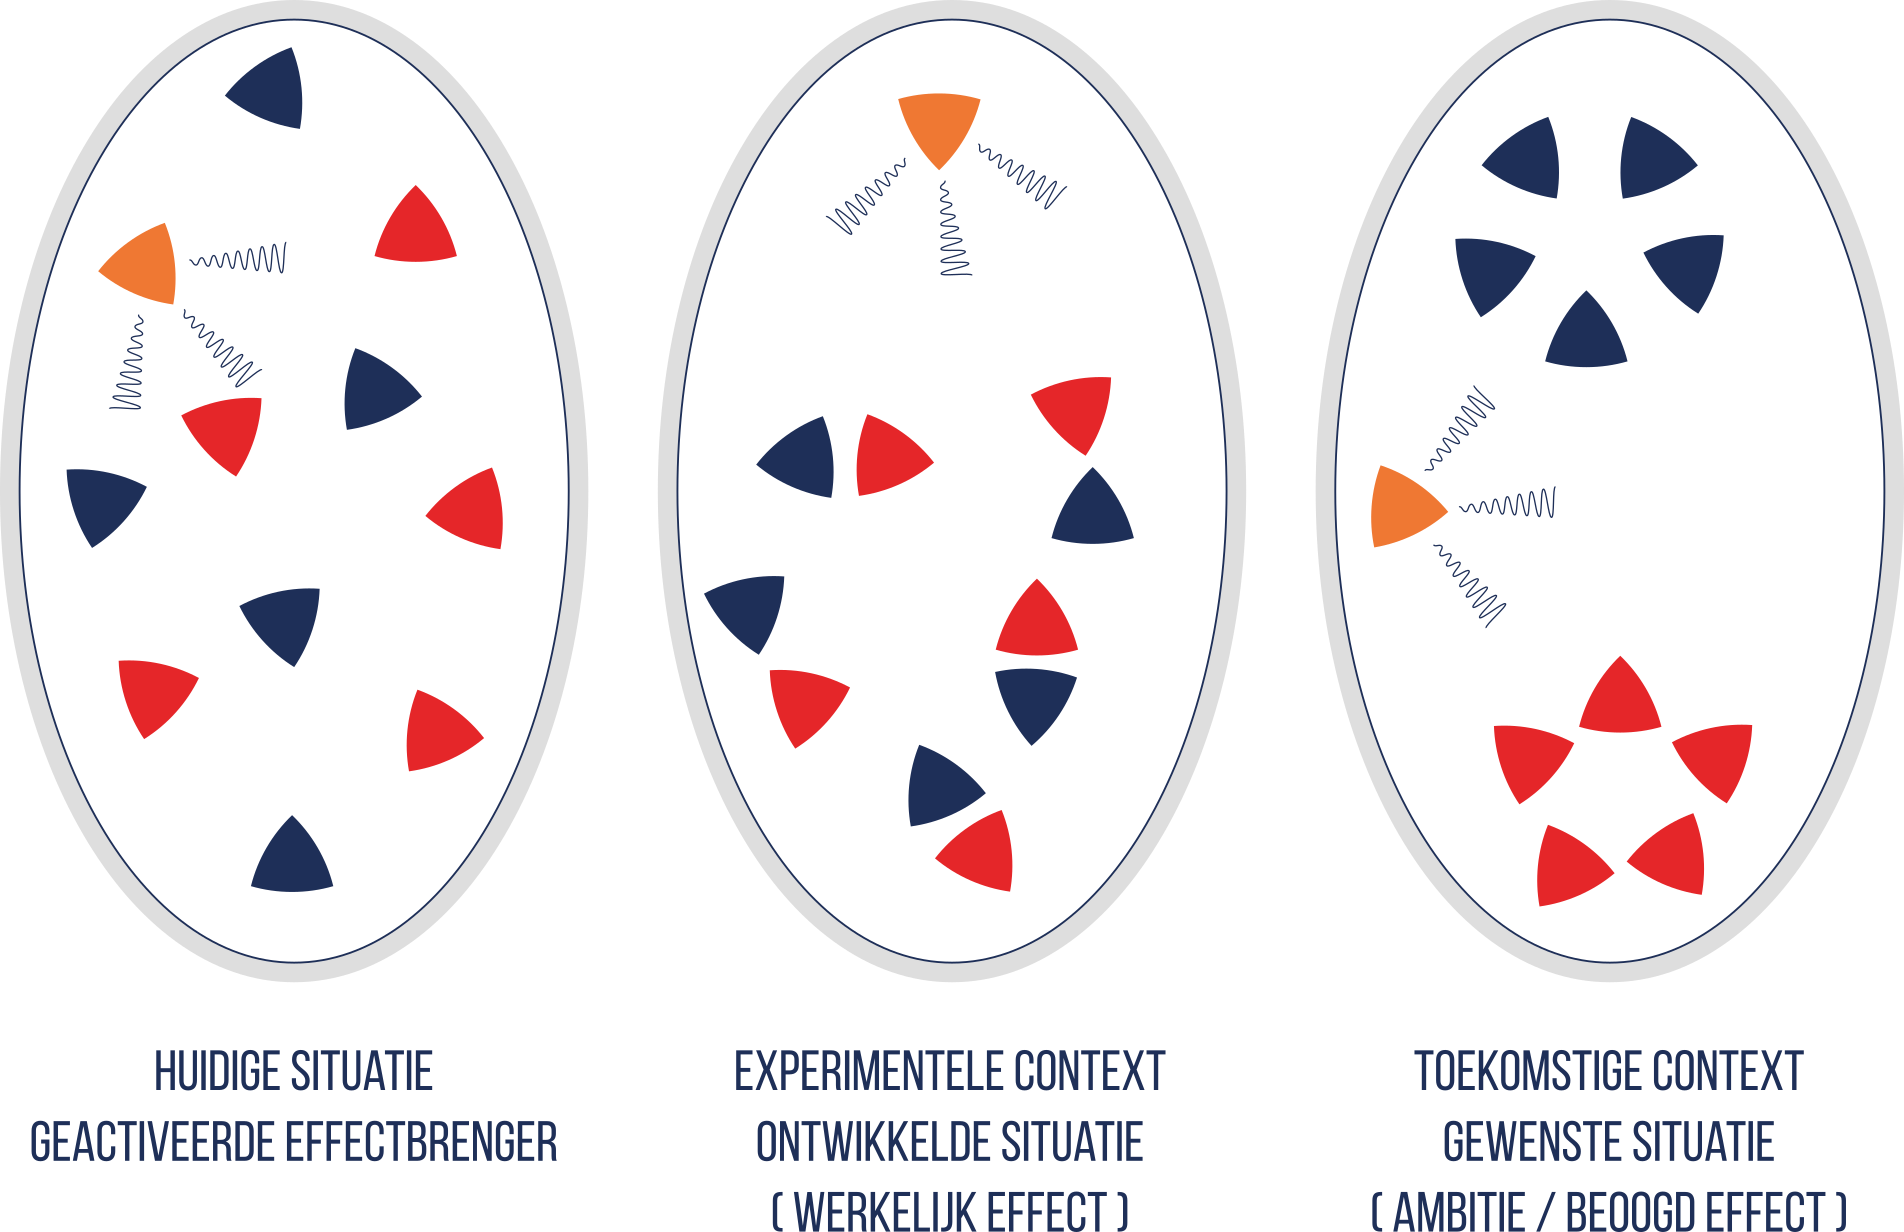 HUIDIGE SITUATIE
GEACTIVEERDE EFFECTBRENGER
EXPERIMENTELE CONTEXT
ONTWIKKELDE SITUATIE
( WERKELIJK EFFECT )
TOEKOMSTIGE CONTEXT
GEWENSTE SITUATIE
( AMBITIE / BEOOGD EFFECT )